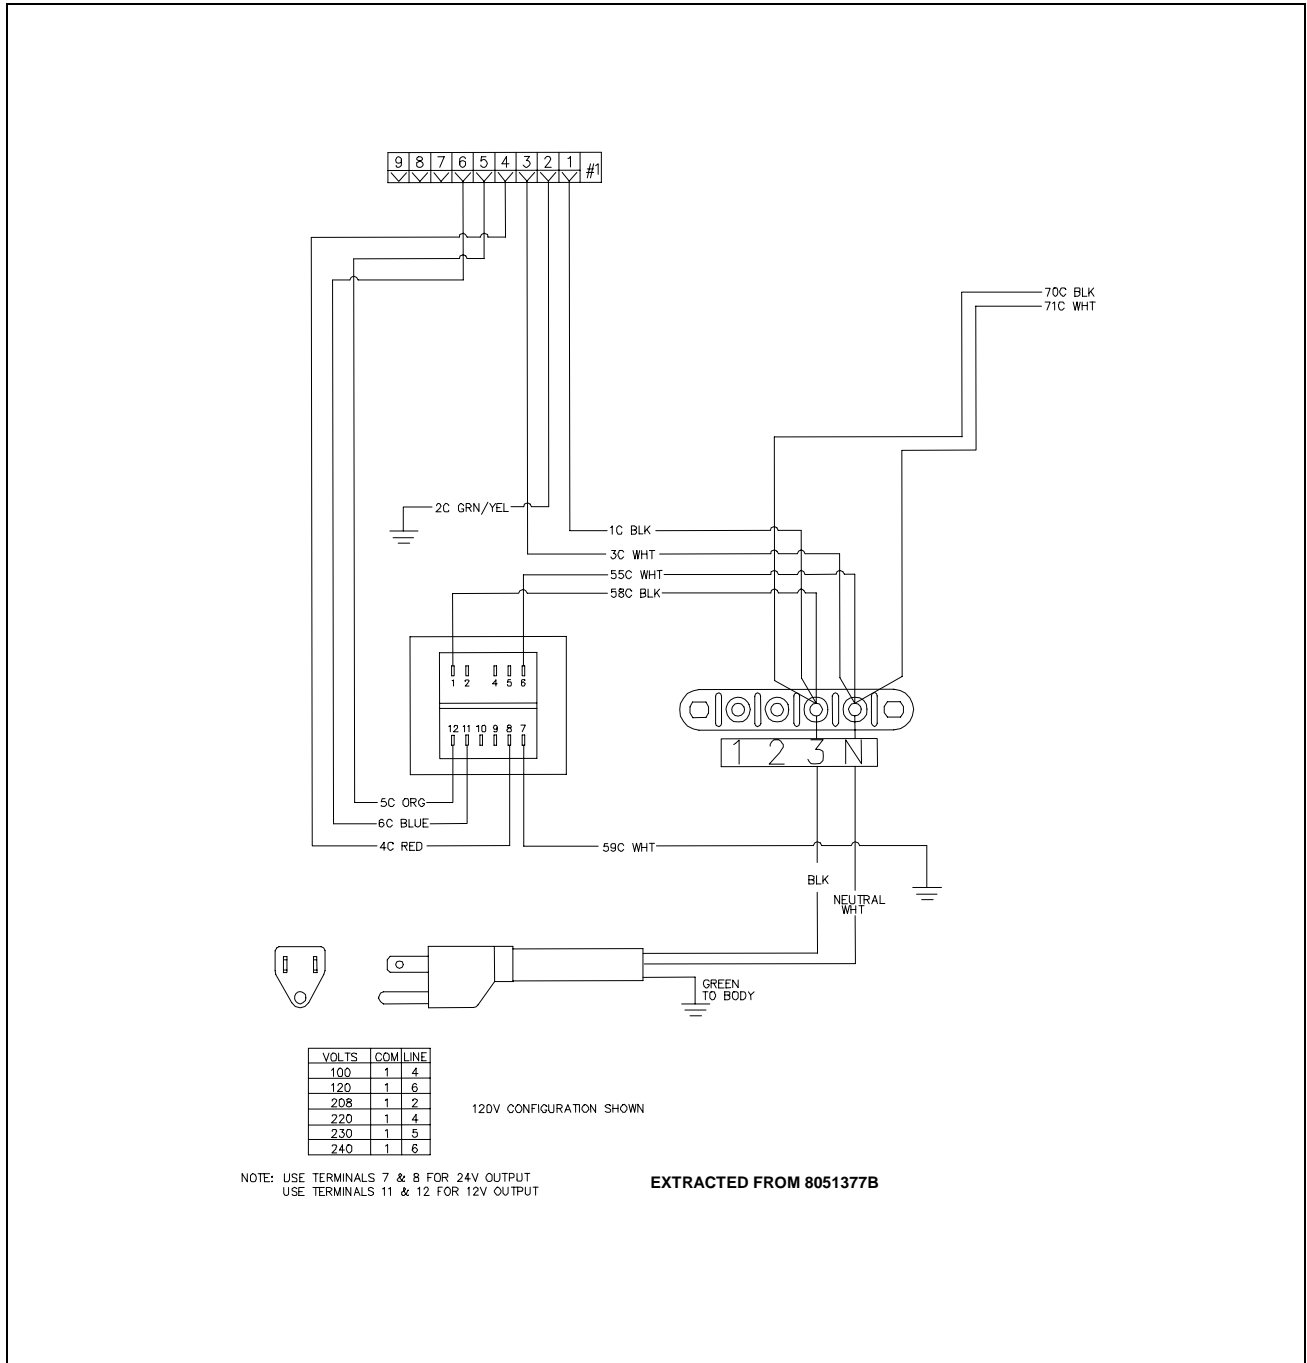 9 8 7 6 5 4 3 2 1 #1
70C BLK
71C WHT
2C GRN/YEL
1C BLK
3C WHT
55C WHT
58C BLK
1 2 4 5 6
12 11 10 9 8 7
1 2 3 N
5C ORG
6C BLUE
4C RED
59C WHT
BLK
NEUTRAL
WHT
GREEN
TO BODY
VOLTS COM LINE
100 1 4
120 1 6
208 1 2
220 1 4
230 1 5
240 1 6
120V CONFIGURATION SHOWN
NOTE: USE TERMINALS 7 & 8 FOR 24V OUTPUT
USE TERMINALS 11 & 12 FOR 12V OUTPUT
EXTRACTED FROM 8051377B